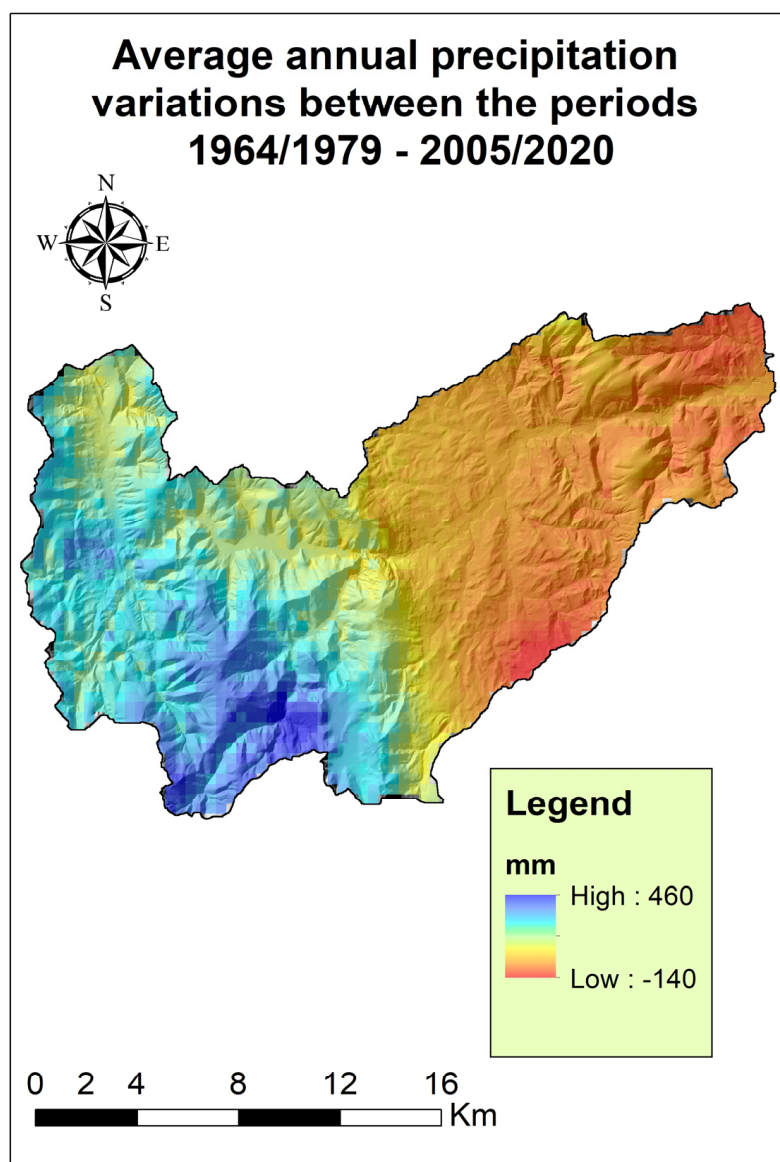 Average annual precipitation
variations between the periods
1964/1979 - 2005/2020
N
W
E
S
Legend
mm
High : 460
Low : -140
0 2 4 8 12 16
Km